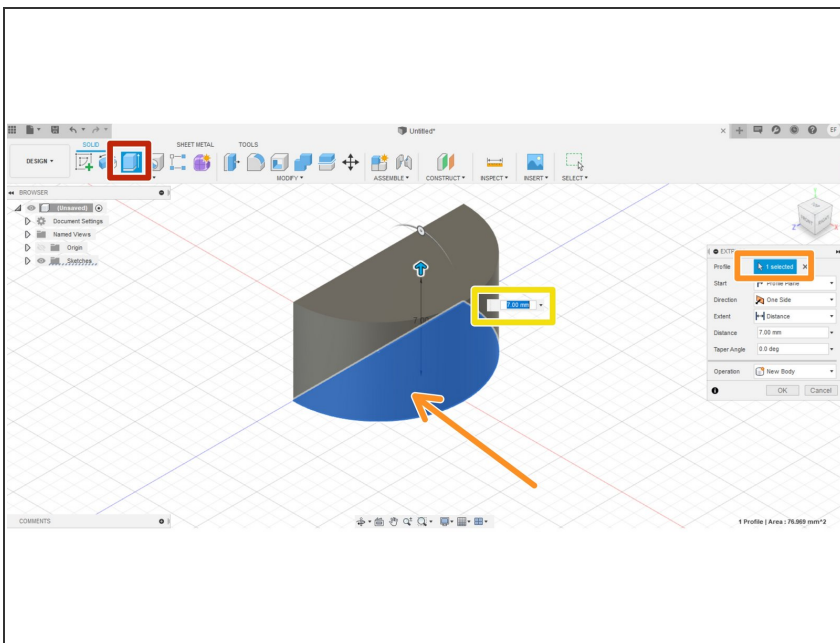 Untitled*
EF
DESIGN
SOLID
SHEET METAL
TOOLS
MODIFY
ASSEMBLE
CONSTRUCT
INSPECT
INSERT
SELECT
BROWSER
(Unsaved)
Document Settings
Named Views
Origin
Sketches
7.00 mm
Profile
1 selected
Start
Profile Plane
Direction
One Side
Extent
Distance
Distance
7.00 mm
Taper Angle
0.0 deg
Operation
New Body
OK
Cancel
COMMENTS
1 Profile | Area : 76.969 mm^2